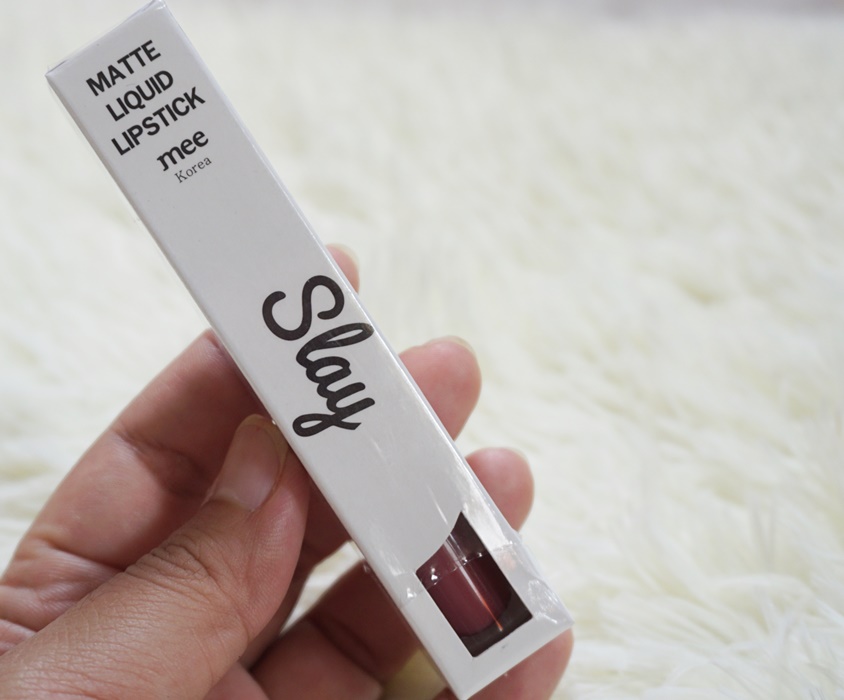 MATTE
LIQUID
LIPSTICK
mee
Korea
Slay